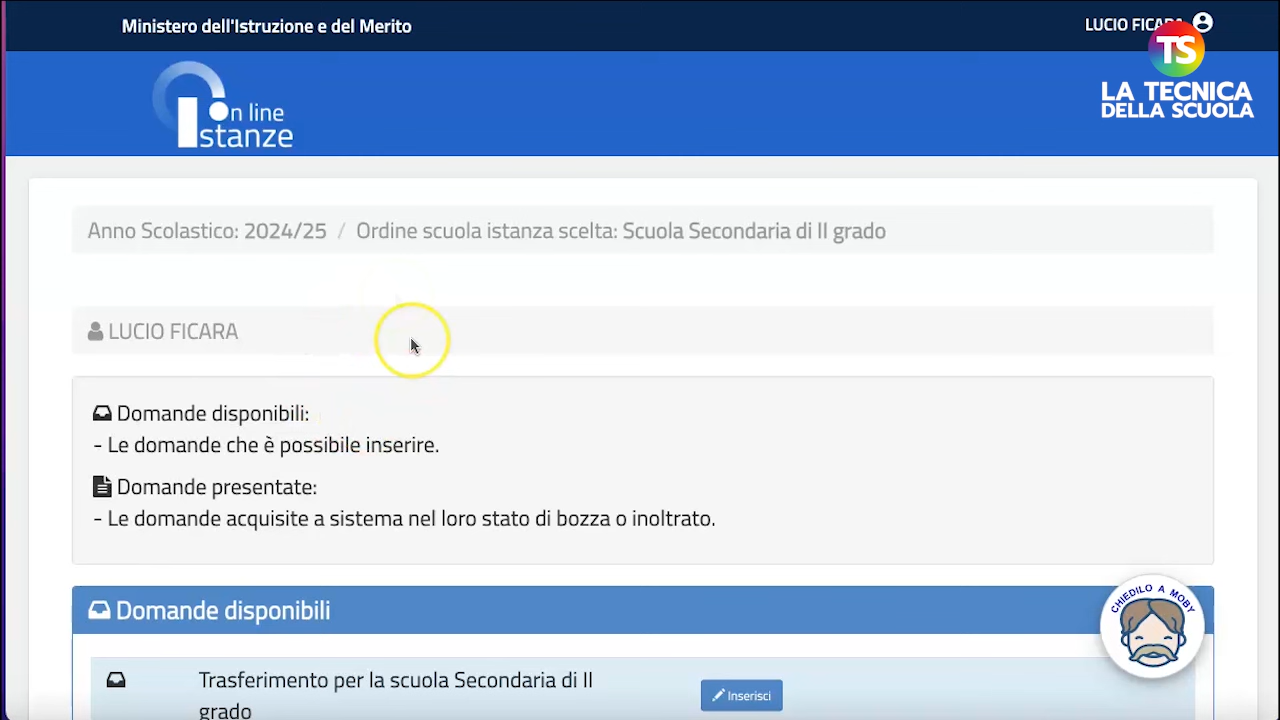 Ministero dell'Istruzione e del Merito
LUCIO FICARA
TS
LA TECNICA
DELLA SCUOLA
on line
Istanze
Anno Scolastico: 2024/25 / Ordine scuola istanza scelta: Scuola Secondaria di II grado
LUCIO FICARA
Domande disponibili:
- Le domande che è possibile inserire.
Domande presentate:
- Le domande acquisite a sistema nel loro stato di bozza o inoltrato.
Domande disponibili
CHIEDILO A MOBY
Trasferimento per la scuola Secondaria di II
grado
Inserisci